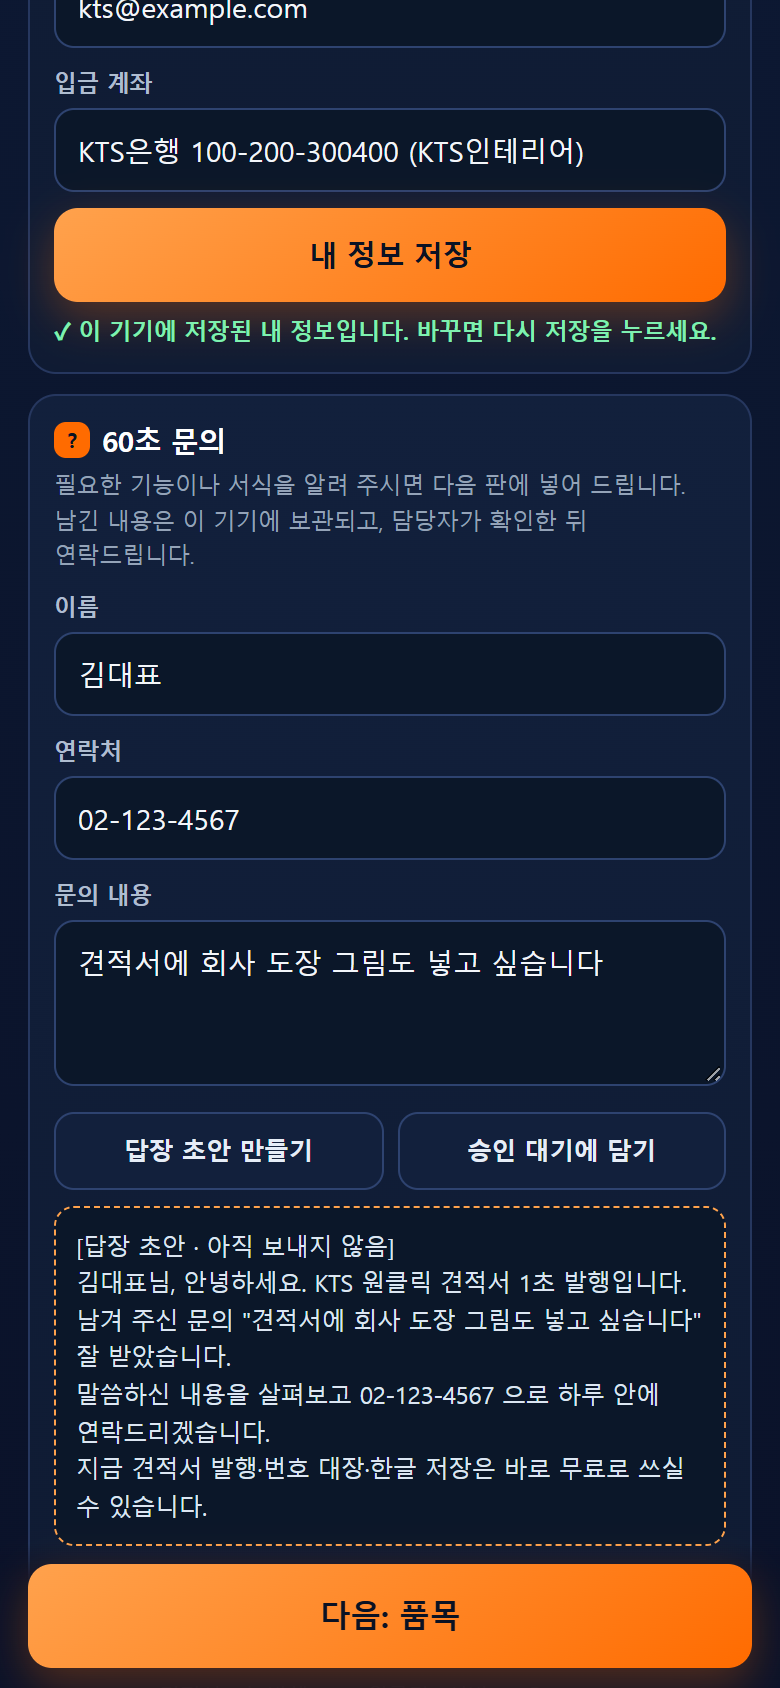 kts@example.com
입금 계좌
KTS은행 100-200-300400 (KTS인테리어)
내 정보 저장
✓ 이 기기에 저장된 내 정보입니다. 바꾸면 다시 저장을 누르세요.
? 60초 문의
필요한 기능이나 서식을 알려 주시면 다음 판에 넣어 드립니다.
남긴 내용은 이 기기에 보관되고, 담당자가 확인한 뒤
연락드립니다.
이름
김대표
연락처
02-123-4567
문의 내용
견적서에 회사 도장 그림도 넣고 싶습니다
답장 초안 만들기
승인 대기에 담기
[답장 초안 · 아직 보내지 않음]
김대표님, 안녕하세요. KTS 원클릭 견적서 1초 발행입니다.
남겨 주신 문의 "견적서에 회사 도장 그림도 넣고 싶습니다"
잘 받았습니다.
말씀하신 내용을 살펴보고 02-123-4567 으로 하루 안에
연락드리겠습니다.
지금 견적서 발행·번호 대장·한글 저장은 바로 무료로 쓰실
수 있습니다.
다음: 품목